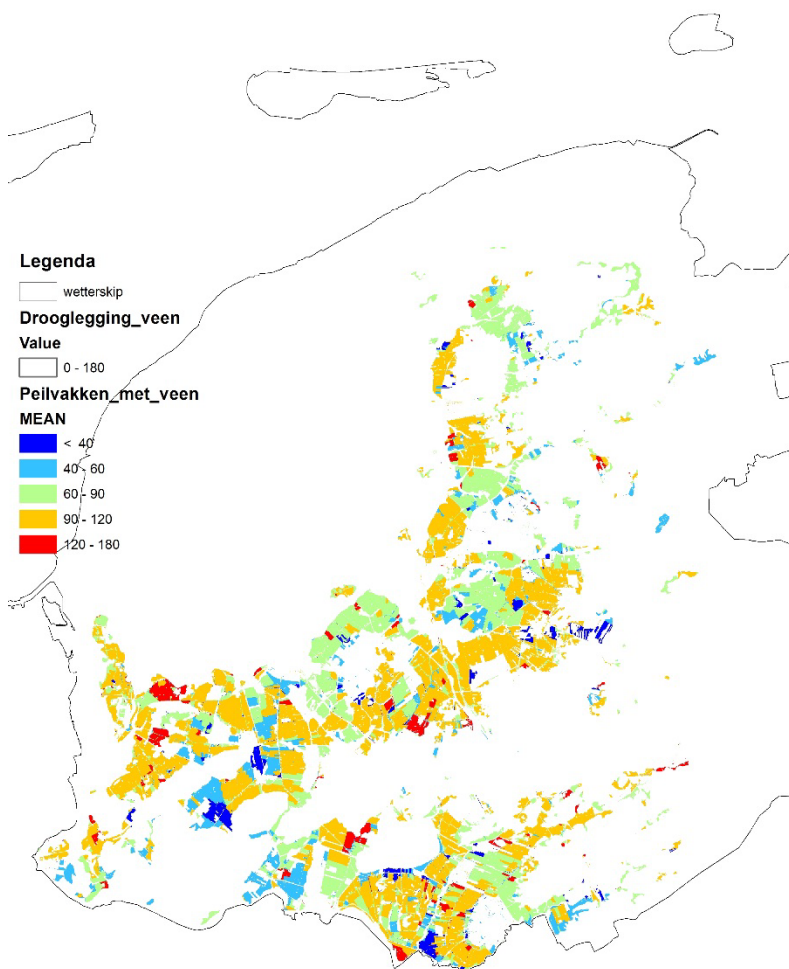 Legenda
wetterskip
Drooglegging_veen
Value
0 - 180
Peilvakken_met_veen
MEAN
< 40
40 - 60
60 - 90
90 - 120
120 - 180